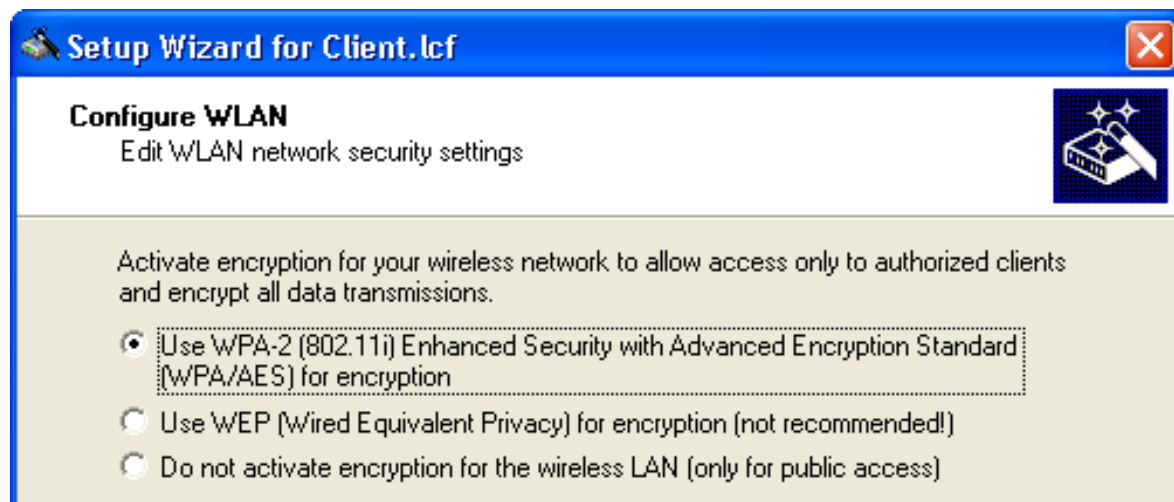 Setup Wizard for Client.lcf
Configure WLAN
Edit WLAN network security settings
Activate encryption for your wireless network to allow access only to authorized clients
and encrypt all data transmissions.
Use WPA-2 (802.11i) Enhanced Security with Advanced Encryption Standard
(WPA/AES) for encryption
Use WEP (Wired Equivalent Privacy) for encryption (not recommended!)
Do not activate encryption for the wireless LAN (only for public access)